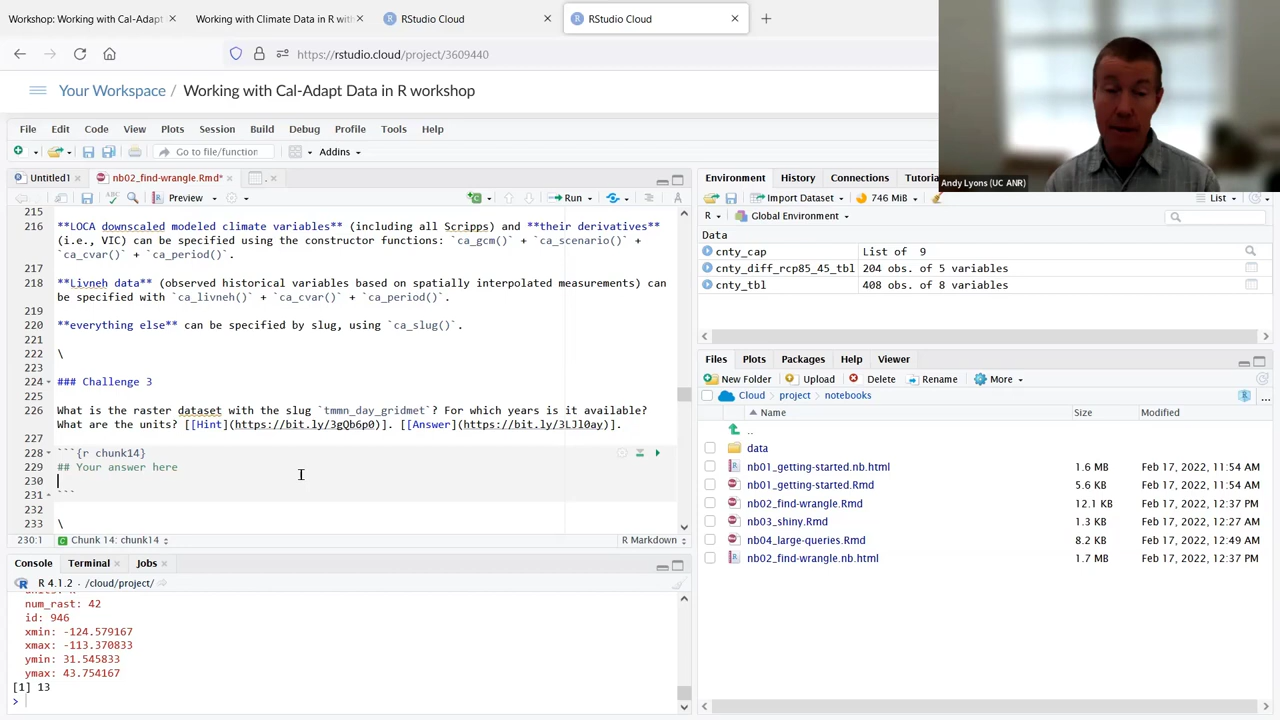 Workshop: Working with Cal-Adapt
Working with Climate Data in R wit
RStudio Cloud
RStudio Cloud
https://rstudio.cloud/project/3609440
Your Workspace / Working with Cal-Adapt Data in R workshop
File Edit Code View Plots Session Build Debug Profile Tools Help
Go to file/function Addins
Andy Lyons (UC ANR)
Untitled1 nb02_find-wrangle.Rmd* .
Preview Run
215
216 **LOCA downscaled modeled climate variables** (including all Scripps) and **their derivatives**
(i.e., VIC) can be specified using the constructor functions: `ca_gcm()` + `ca_scenario()` +
`ca_cvar()` + `ca_period()`.
217
218 **Livneh data** (observed historical variables based on spatially interpolated measurements) can
be specified with `ca_livneh()` + `ca_cvar()` + `ca_period()`.
219
220 **everything else** can be specified by slug, using `ca_slug()`.
221
222 \
223
224 ### Challenge 3
225
226 What is the raster dataset with the slug `tmmn_day_gridmet`? For which years is it available?
What are the units? [[Hint](https://bit.ly/3gQb6p0)]. [[Answer](https://bit.ly/3LJl0ay)].
227
228 ```{r chunk14}
229 ## Your answer here
230
231 ```
232
233 \
230:1 Chunk 14: chunk14 R Markdown
Console Terminal Jobs
R 4.1.2 · /cloud/project/
num_rast: 42
id: 946
xmin: -124.579167
xmax: -113.370833
ymin: 31.545833
ymax: 43.754167
[1] 13
>
Environment History Connections Tutoria
Import Dataset 746 MiB List
R Global Environment
Data
cnty_cap List of 9
cnty_diff_rcp85_45_tbl 204 obs. of 5 variables
cnty_tbl 408 obs. of 8 variables
Files Plots Packages Help Viewer
New Folder Upload Delete Rename More
Cloud project notebooks
Name Size Modified
..
data
nb01_getting-started.nb.html 1.6 MB Feb 17, 2022, 11:54 AM
nb01_getting-started.Rmd 5.6 KB Feb 17, 2022, 11:54 AM
nb02_find-wrangle.Rmd 12.1 KB Feb 17, 2022, 12:37 PM
nb03_shiny.Rmd 1.3 KB Feb 17, 2022, 12:27 AM
nb04_large-queries.Rmd 8.2 KB Feb 17, 2022, 12:49 AM
nb02_find-wrangle.nb.html 1.7 MB Feb 17, 2022, 12:37 PM